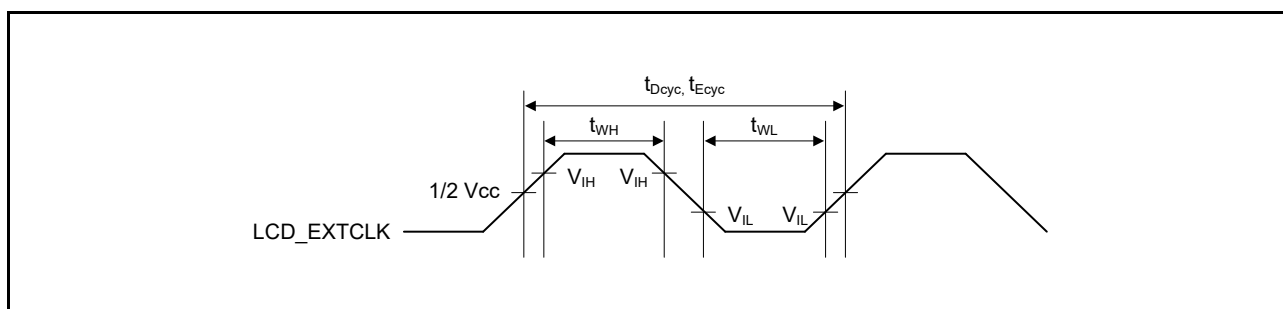 tDcyc, tEcyc
tWH tWL
VIH VIH
1/2 Vcc
VIL VIL
LCD_EXTCLK